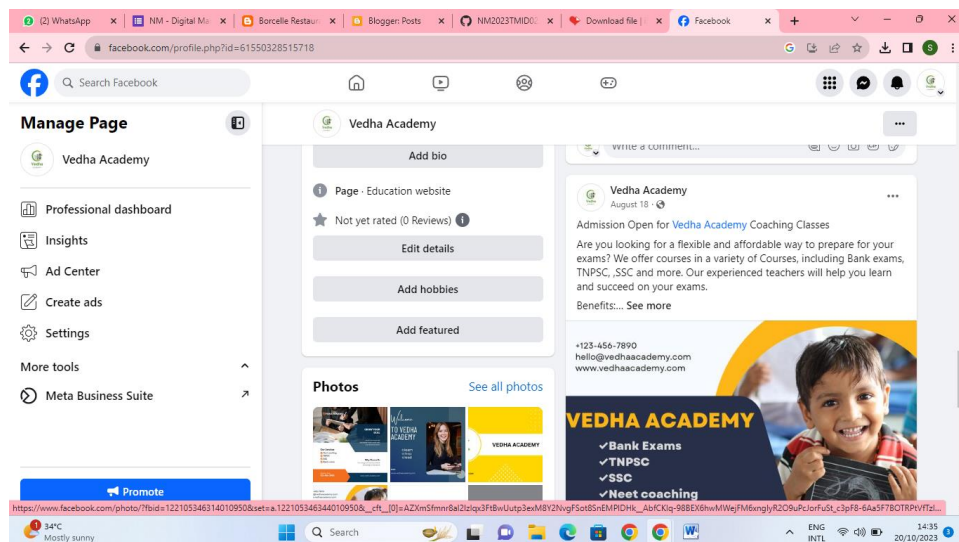 (2) WhatsApp
NM - Digital Ma
Borcelle Restaur
Blogger: Posts
NM2023TMID02
Download file |
Facebook
facebook.com/profile.php?id=61550328515718
Search Facebook
Manage Page
Vedha Academy
Professional dashboard
Insights
Ad Center
Create ads
Settings
More tools
Meta Business Suite
Promote
Vedha Academy
Add bio
Page · Education website
Not yet rated (0 Reviews)
Edit details
Add hobbies
Add featured
Photos
See all photos
Welcome
TO VEDHA
ACADEMY
VEDHA ACADEMY
Write a comment...
Vedha Academy
August 18 ·
Admission Open for Vedha Academy Coaching Classes
Are you looking for a flexible and affordable way to prepare for your
exams? We offer courses in a variety of Courses, including Bank exams,
TNPSC, ,SSC and more. Our experienced teachers will help you learn
and succeed on your exams.
Benefits:... See more
+123-456-7890
hello@vedhaacademy.com
www.vedhaacademy.com
VEDHA ACADEMY
✓Bank Exams
✓TNPSC
✓SSC
✓Neet coaching
34°C
Mostly sunny
Search
ENG
INTL
14:35
20/10/2023